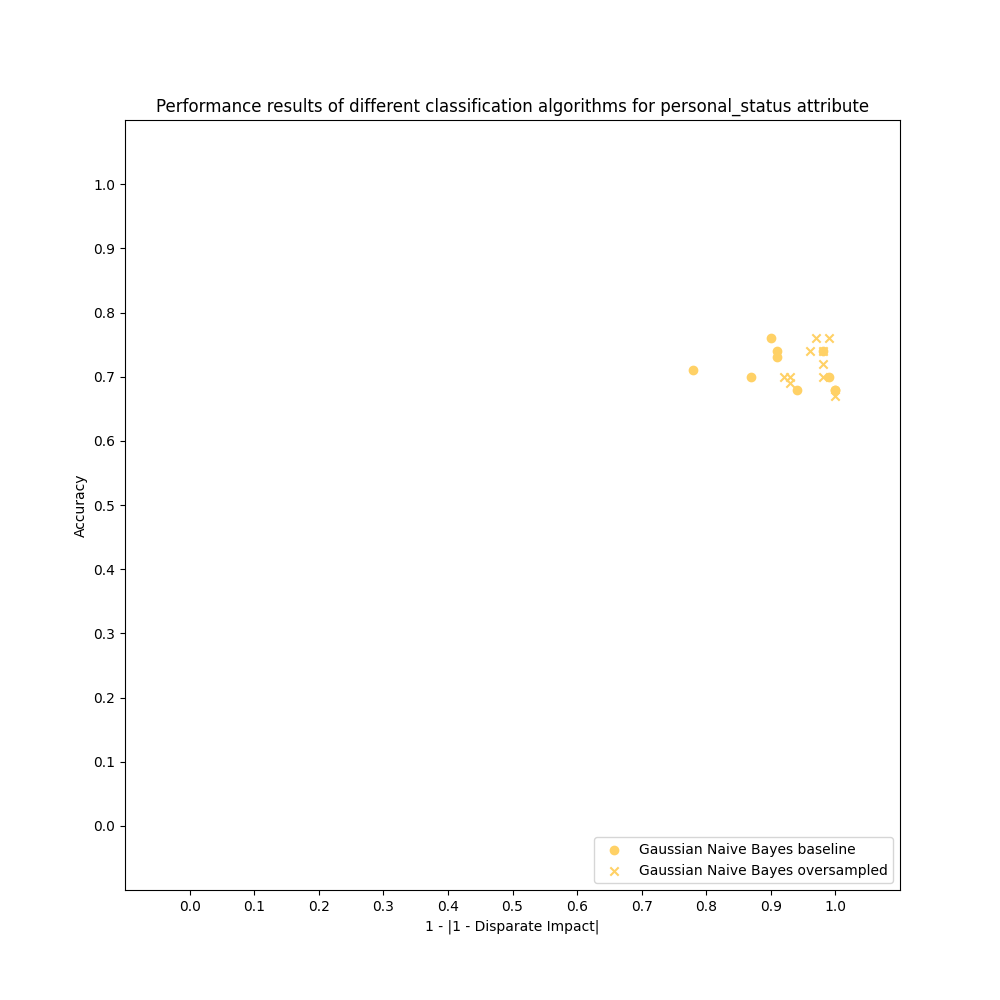 Performance results of different classification algorithms for personal_status attribute
1.0
0.9
0.8
0.7
0.6
0.5
0.4
0.3
0.2
0.1
0.0
Accuracy
Gaussian Naive Bayes baseline
Gaussian Naive Bayes oversampled
0.0 0.1 0.2 0.3 0.4 0.5 0.6 0.7 0.8 0.9 1.0
1 - |1 - Disparate Impact|